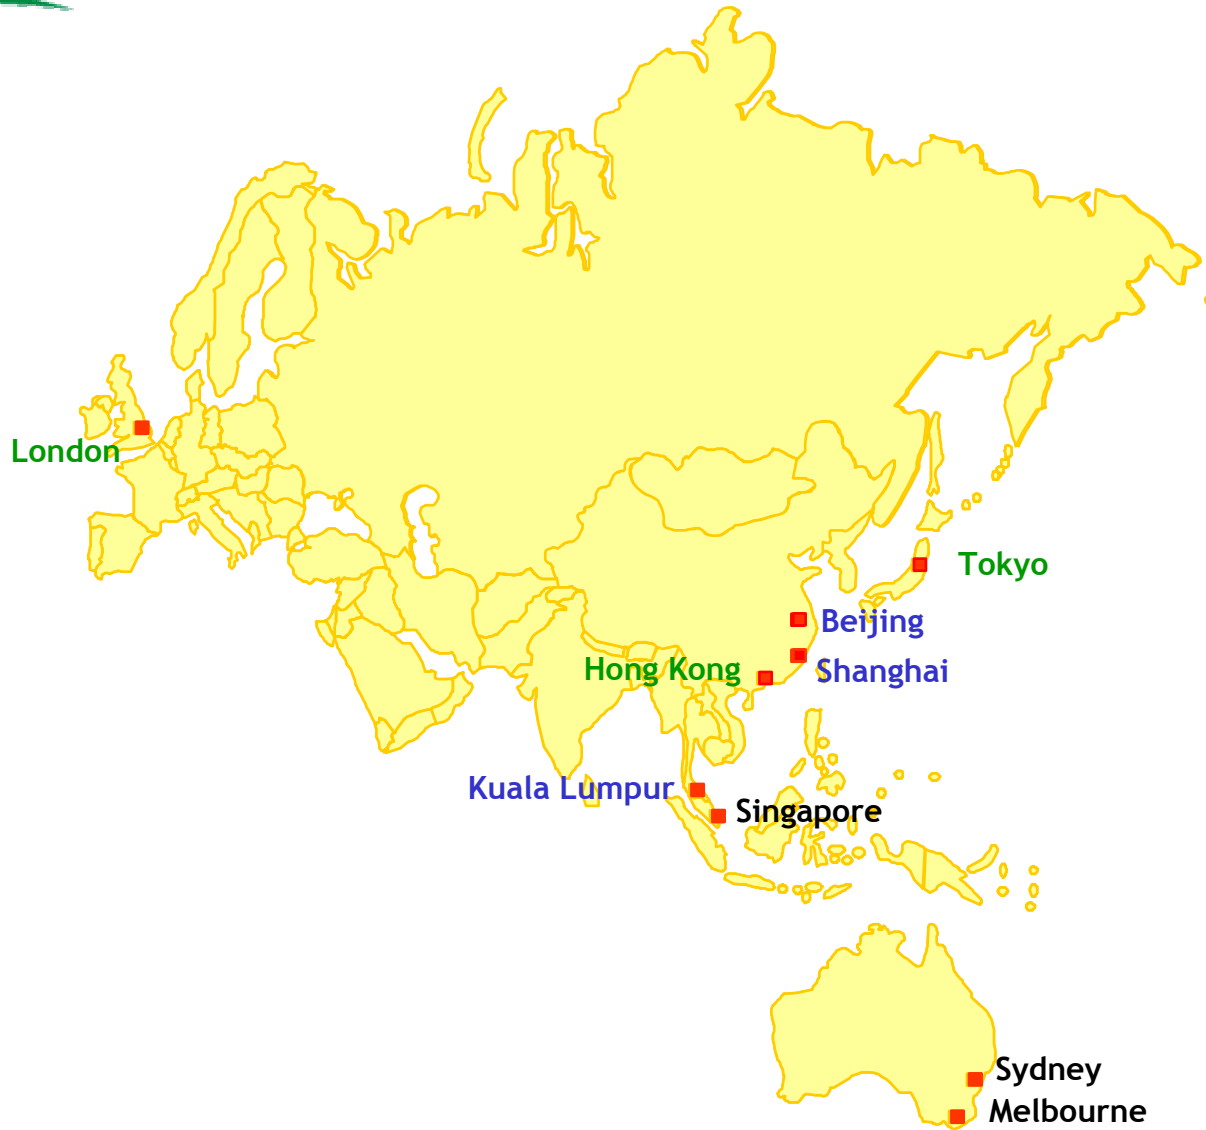 London
Tokyo
Beijing
Hong Kong
Shanghai
Kuala Lumpur
Singapore
Sydney
Melbourne